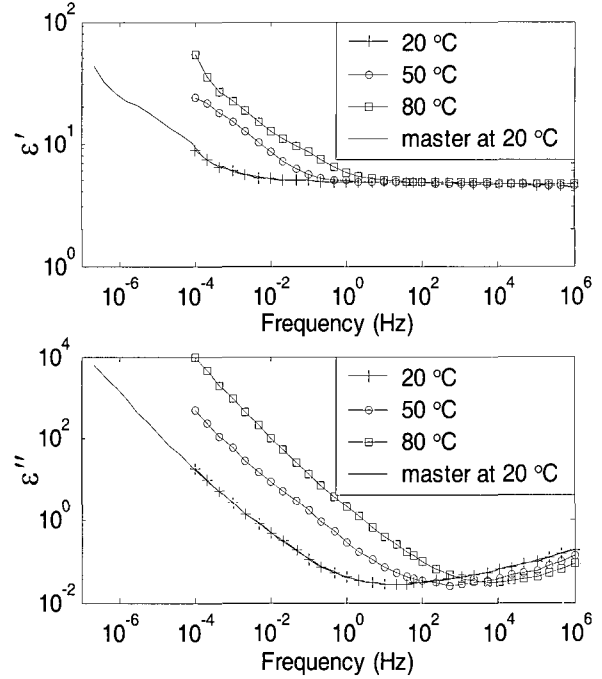 10²
20 °C
50 °C
80 °C
master at 20 °C
10¹
ε′
10⁰
10⁻⁶ 10⁻⁴ 10⁻² 10⁰ 10² 10⁴ 10⁶
Frequency (Hz)
10⁴
20 °C
50 °C
80 °C
master at 20 °C
10²
ε″
10⁰
10⁻²
10⁻⁶ 10⁻⁴ 10⁻² 10⁰ 10² 10⁴ 10⁶
Frequency (Hz)